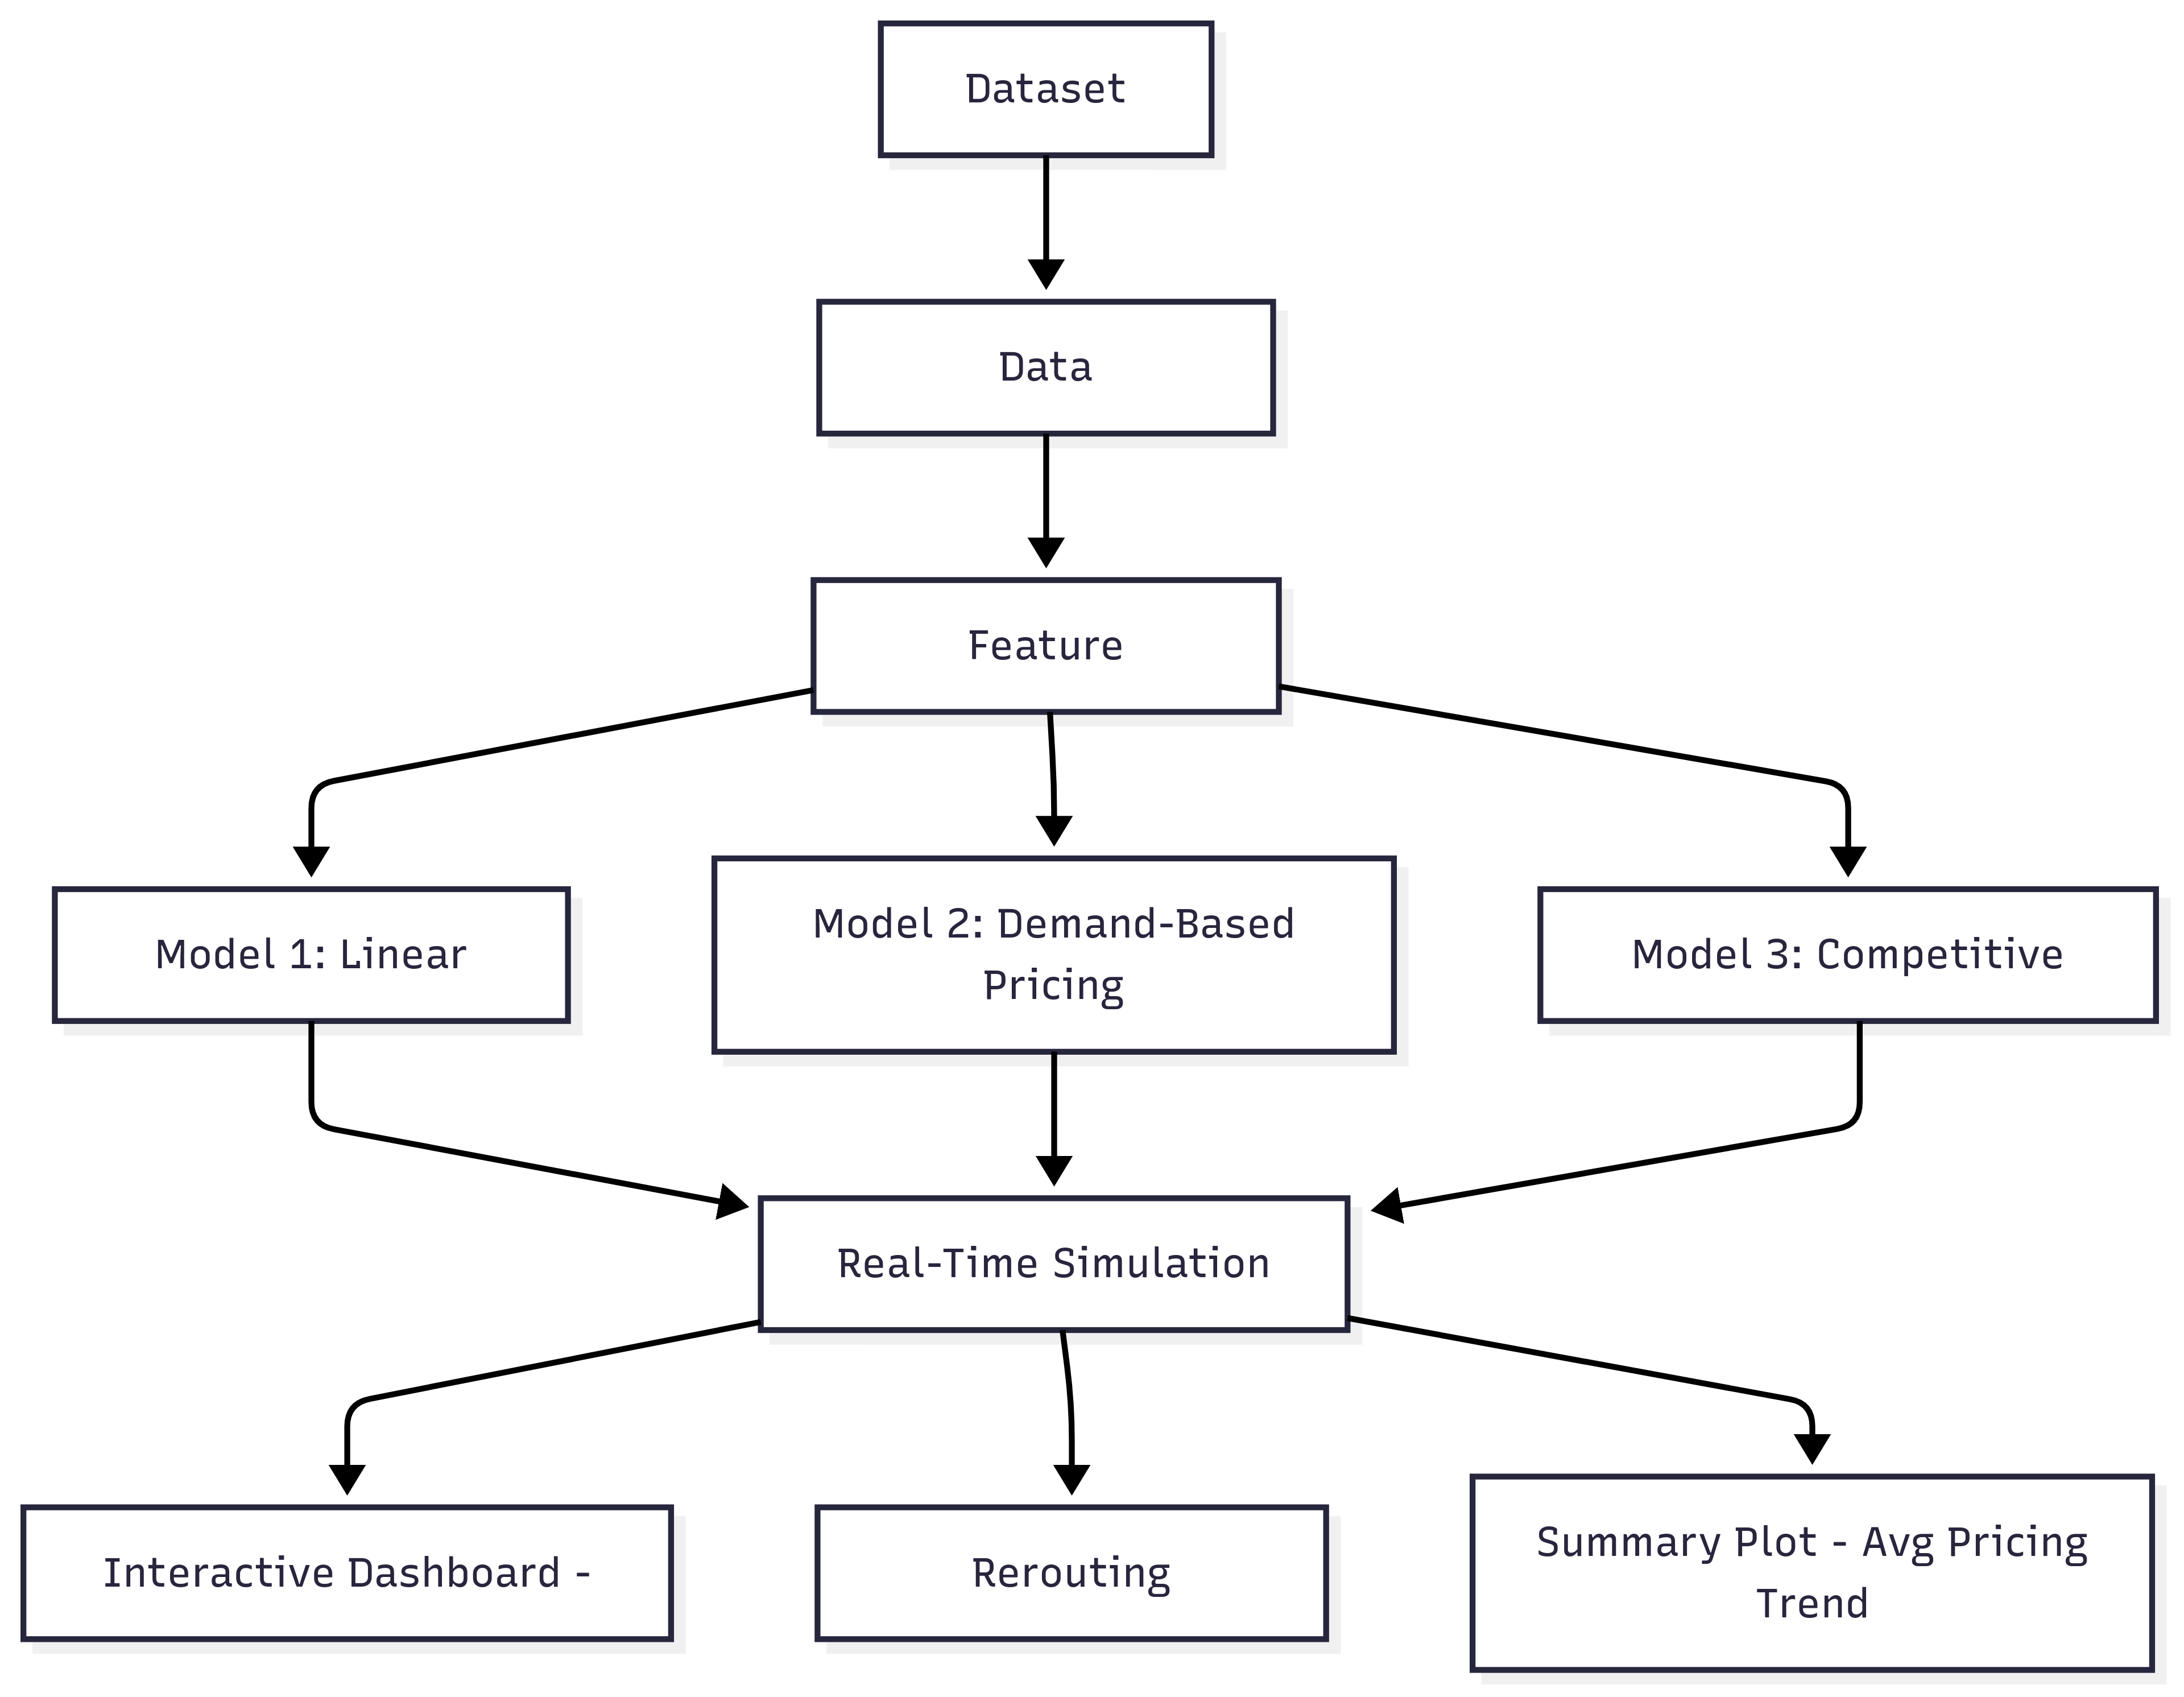 Dataset
Data
Feature
Model 1: Linear
Model 2: Demand-Based
Pricing
Model 3: Competitive
Real-Time Simulation
Interactive Dashboard -
Rerouting
Summary Plot - Avg Pricing
Trend